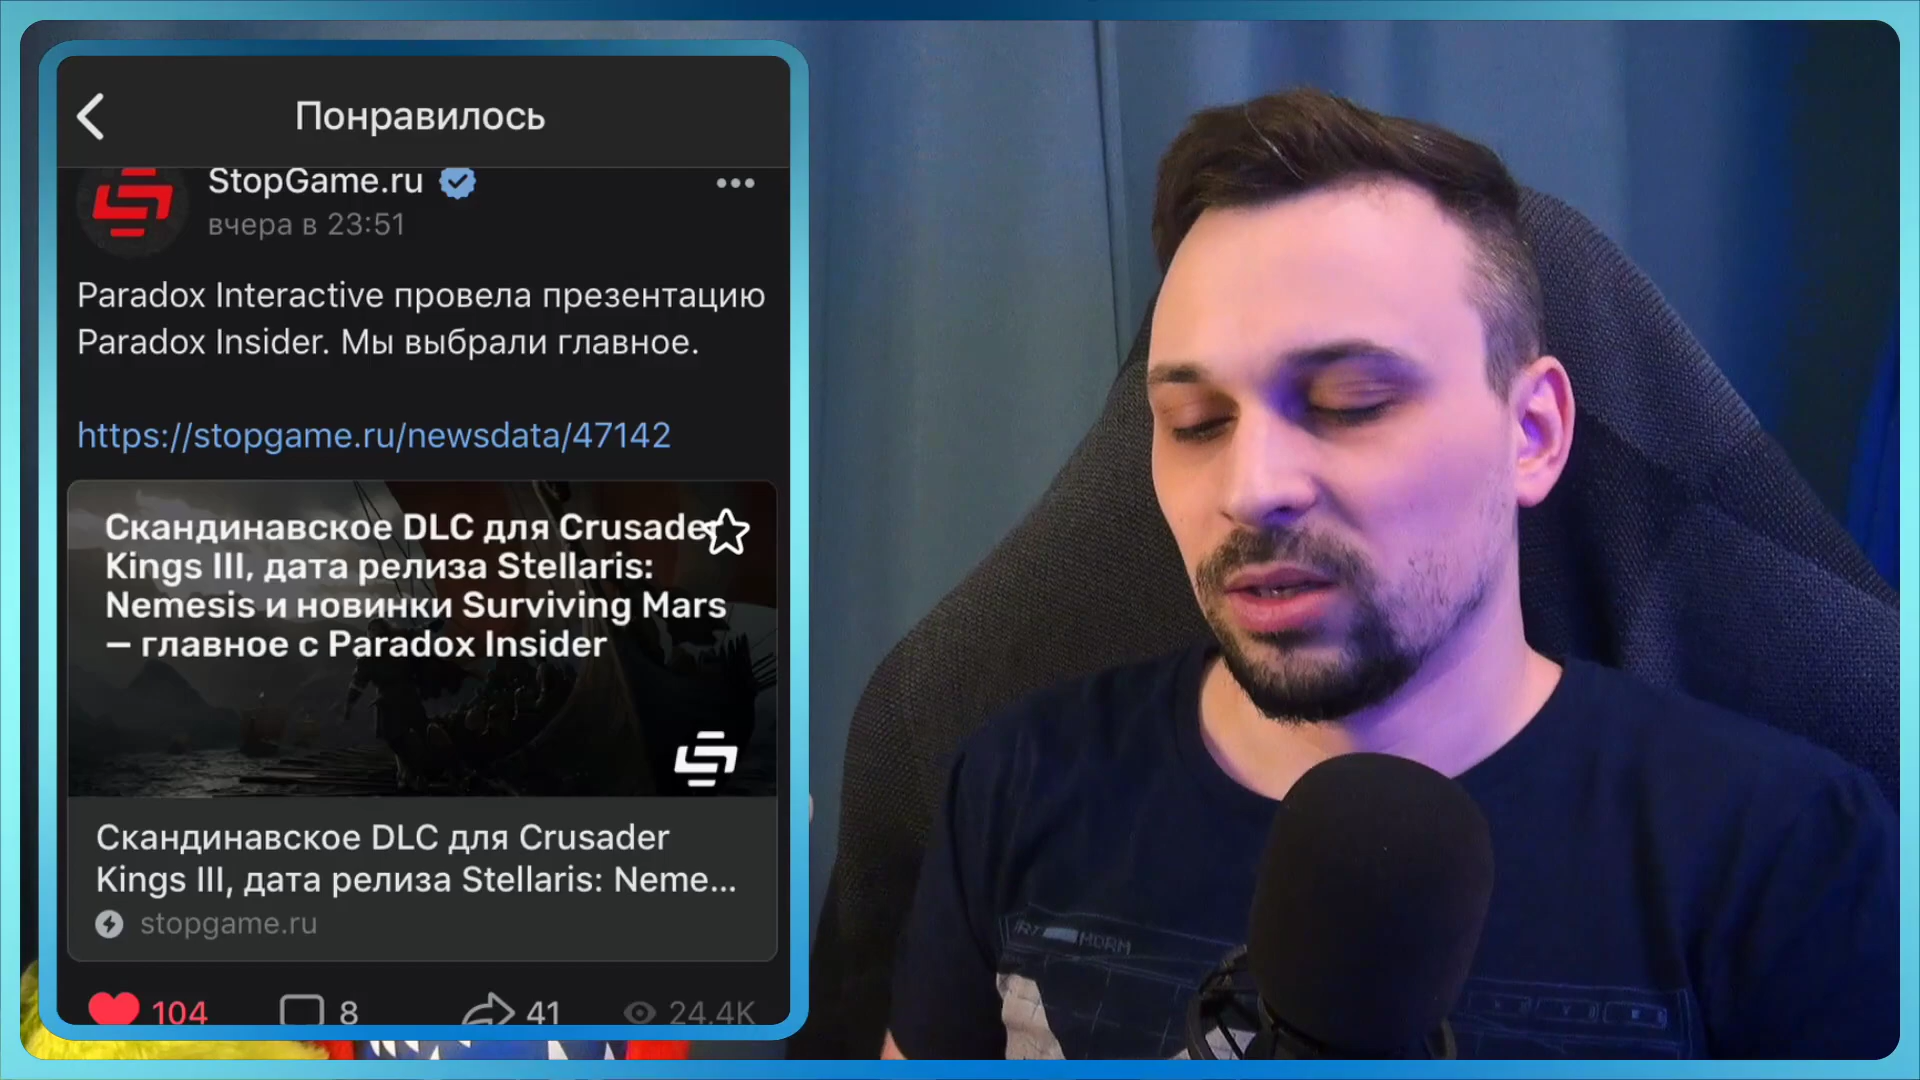 Понравилось
StopGame.ru
вчера в 23:51
Paradox Interactive провела презентацию
Paradox Insider. Мы выбрали главное.
https://stopgame.ru/newsdata/47142
Скандинавское DLC для Crusader
Kings III, дата релиза Stellaris:
Nemesis и новинки Surviving Mars
— главное с Paradox Insider
Скандинавское DLC для Crusader
Kings III, дата релиза Stellaris: Neme...
stopgame.ru
104 8 41 24.4K